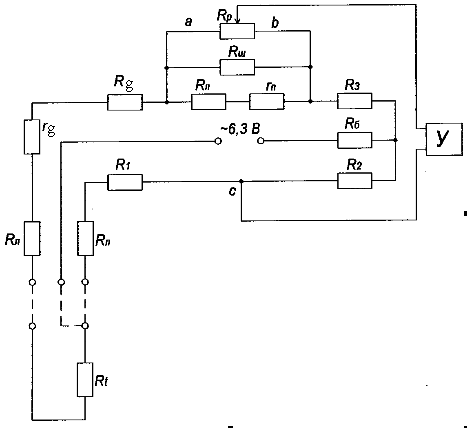 a Rр b
Rш
Rg Rп rп R3
rg ~6,3 В Rб У
R1 c R2
Rл Rл
Rt